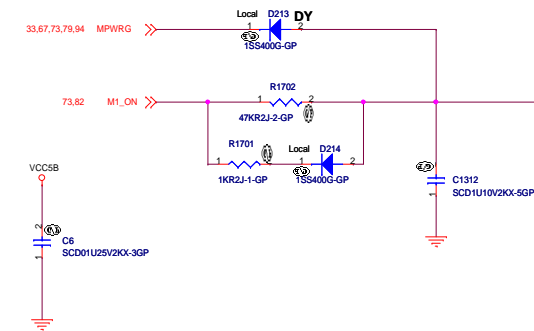 Local D213 DY
33,67,73,79,94 MPWRG 1 2
1SS400G-GP
R1702
73,82 M1_ON 1 2
47KR2J-2-GP
R1701 Local D214
1 2 1 2
1KR2J-1-GP 1SS400G-GP
VCC5B
C1312
SCD1U10V2KX-5GP
1
2
C6
SCD01U25V2KX-3GP
1